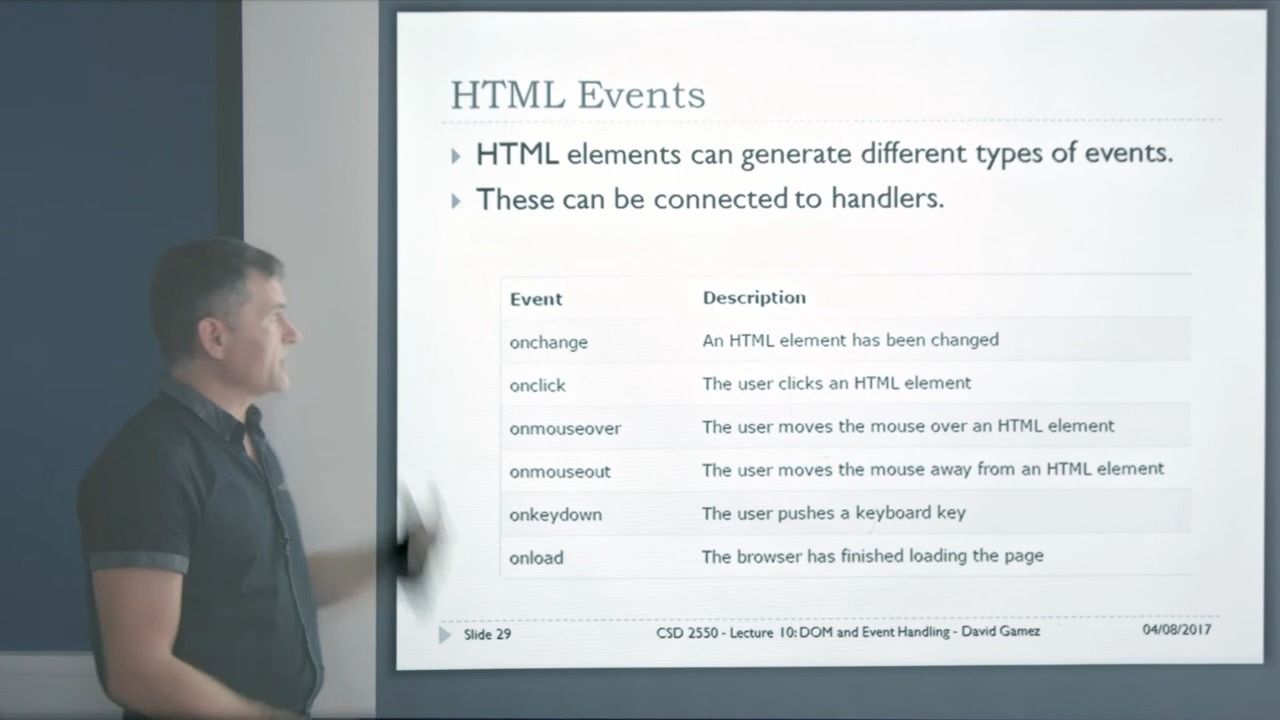 HTML Events
HTML elements can generate different types of events.
These can be connected to handlers.
Event Description
onchange An HTML element has been changed
onclick The user clicks an HTML element
onmouseover The user moves the mouse over an HTML element
onmouseout The user moves the mouse away from an HTML element
onkeydown The user pushes a keyboard key
onload The browser has finished loading the page
Slide 29 CSD 2550 - Lecture 10: DOM and Event Handling - David Gamez 04/08/2017